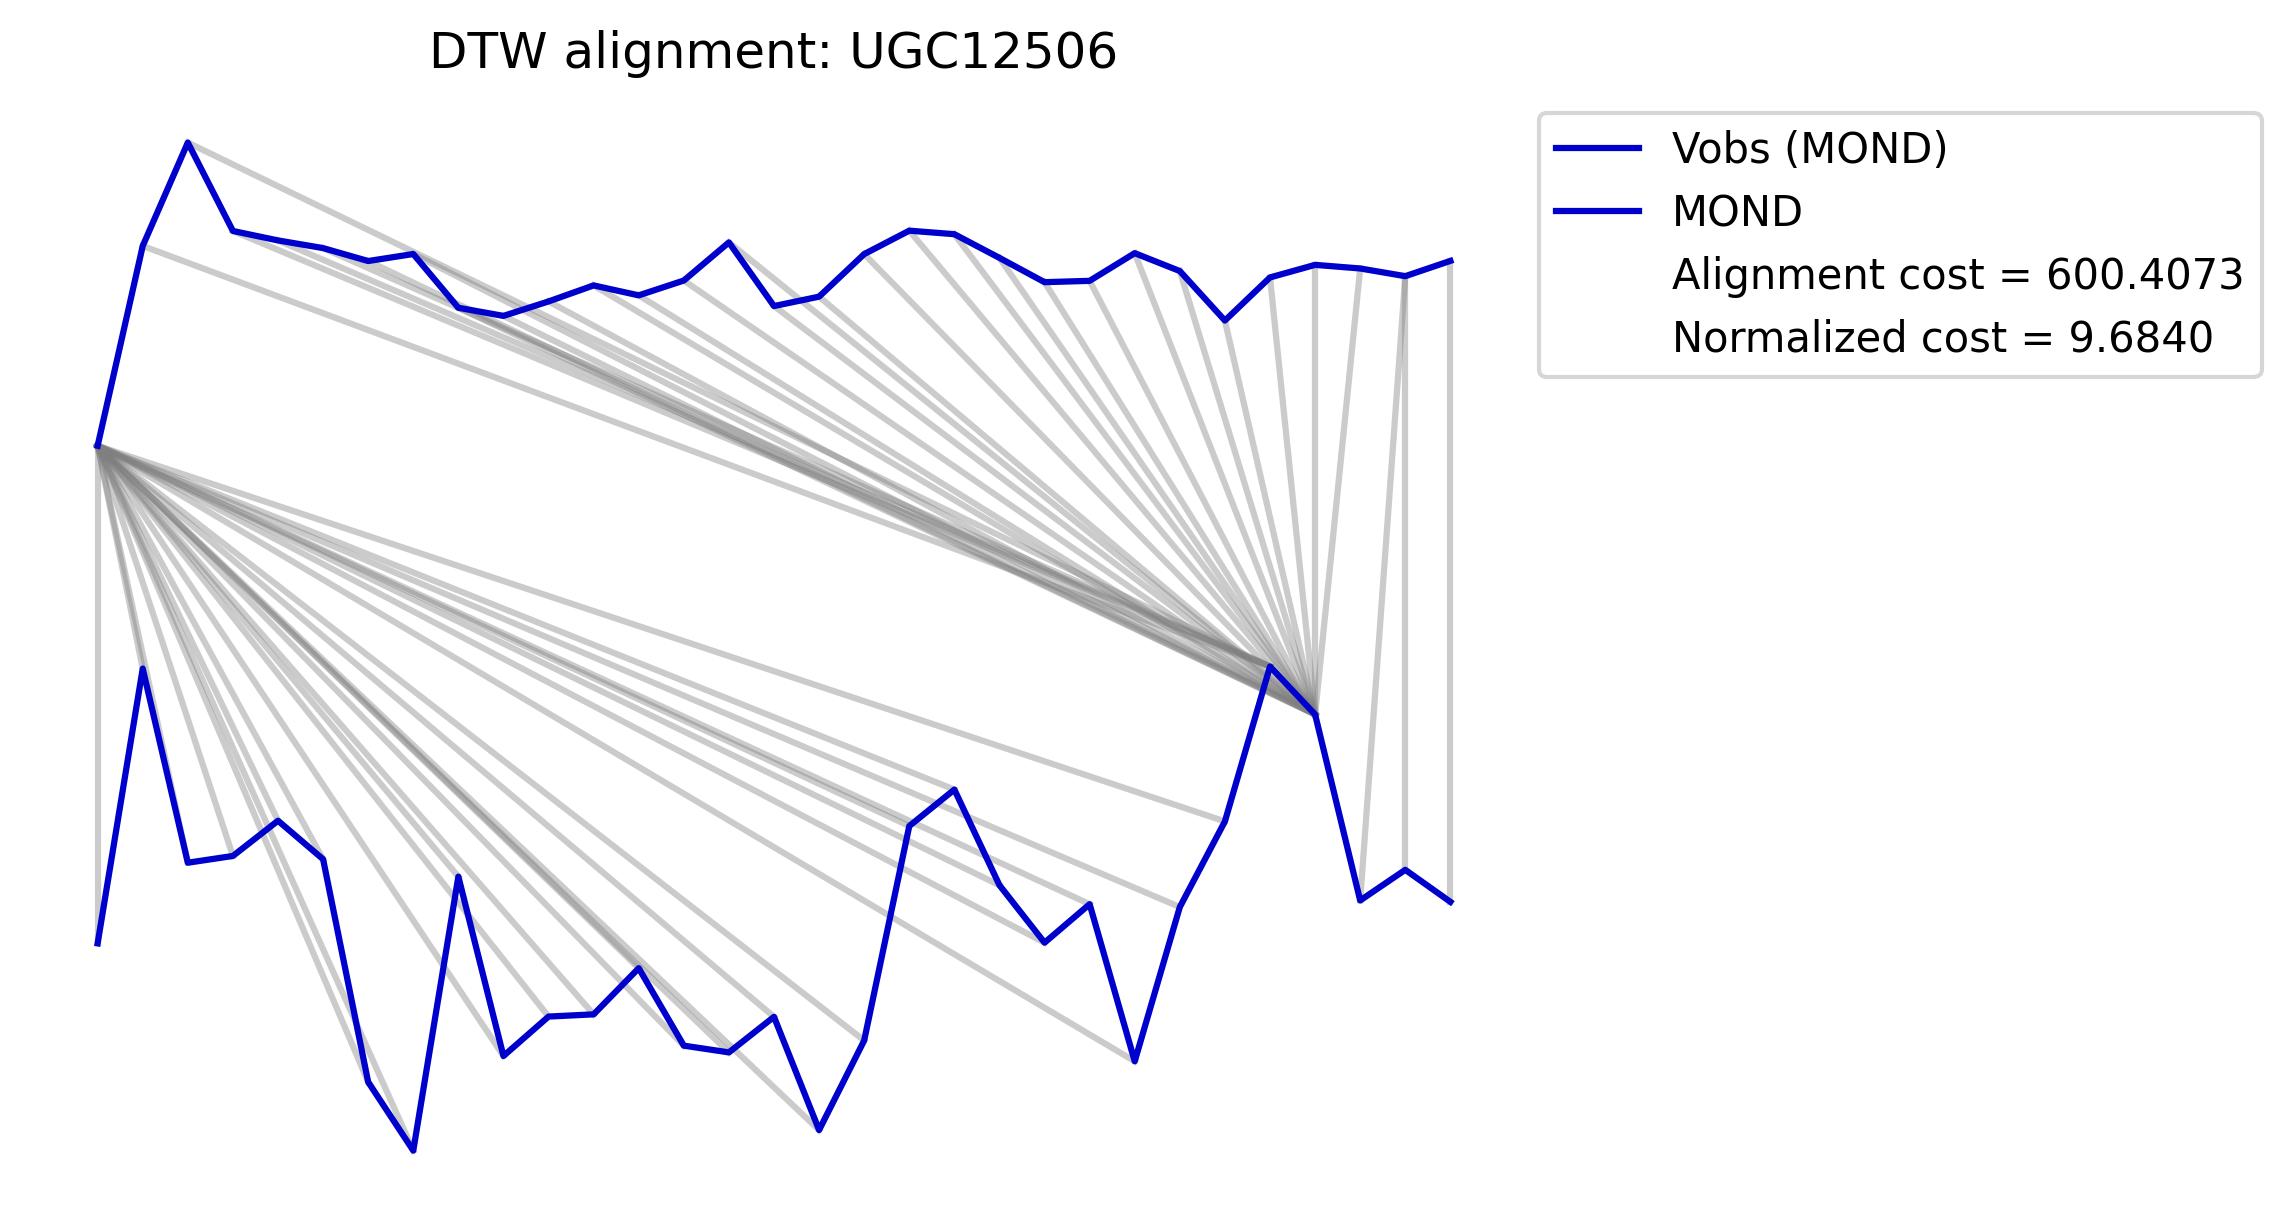 DTW alignment: UGC12506
Vobs (MOND)
MOND
Alignment cost = 600.4073
Normalized cost = 9.6840